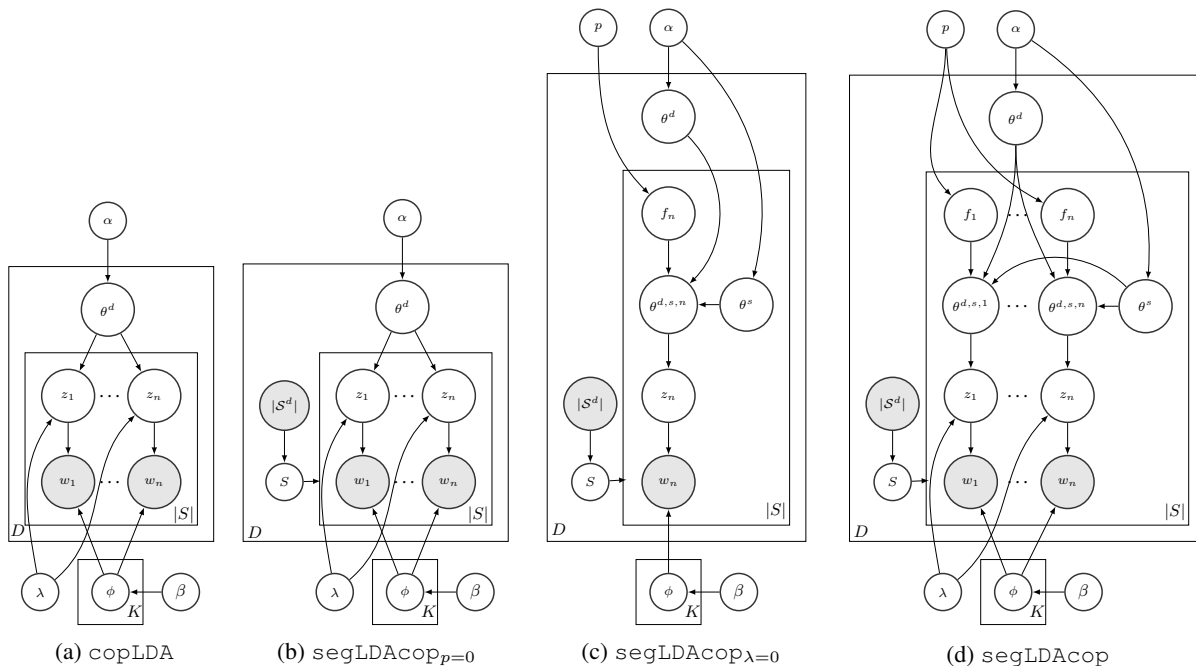 p α p α
θ^d θ^d
α α
f_n f_1 ... f_n
θ^d θ^d θ^{d,s,n} θ^s θ^{d,s,1} ... θ^{d,s,n} θ^s
z_1 ... z_n |S^d| z_1 ... z_n |S^d| z_n |S^d| z_1 ... z_n
w_1 ... w_n S w_1 ... w_n S w_n S w_1 ... w_n
|S| |S| |S| |S|
D D D D
λ φ β λ φ β φ β λ φ β
K K K K
(a) copLDA (b) segLDAcop_{p=0} (c) segLDAcop_{λ=0} (d) segLDAcop